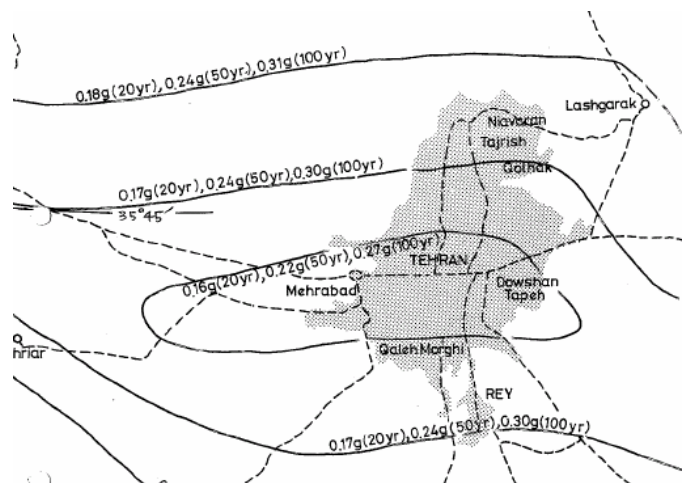 0.18g(20yr), 0.24g(50yr), 0.31g(100yr)
Lashgarak
Niavaran
Tajrish
Golhak
0.17g(20yr), 0.24g(50yr), 0.30g(100yr)
35°45′
0.16g(20yr), 0.22g(50yr), 0.27g(100yr)
TEHRAN
Mehrabad
Dowshan
Tapeh
hriar
Qaleh Morghi
REY
0.17g(20yr), 0.24g(50yr), 0.30g(100yr)